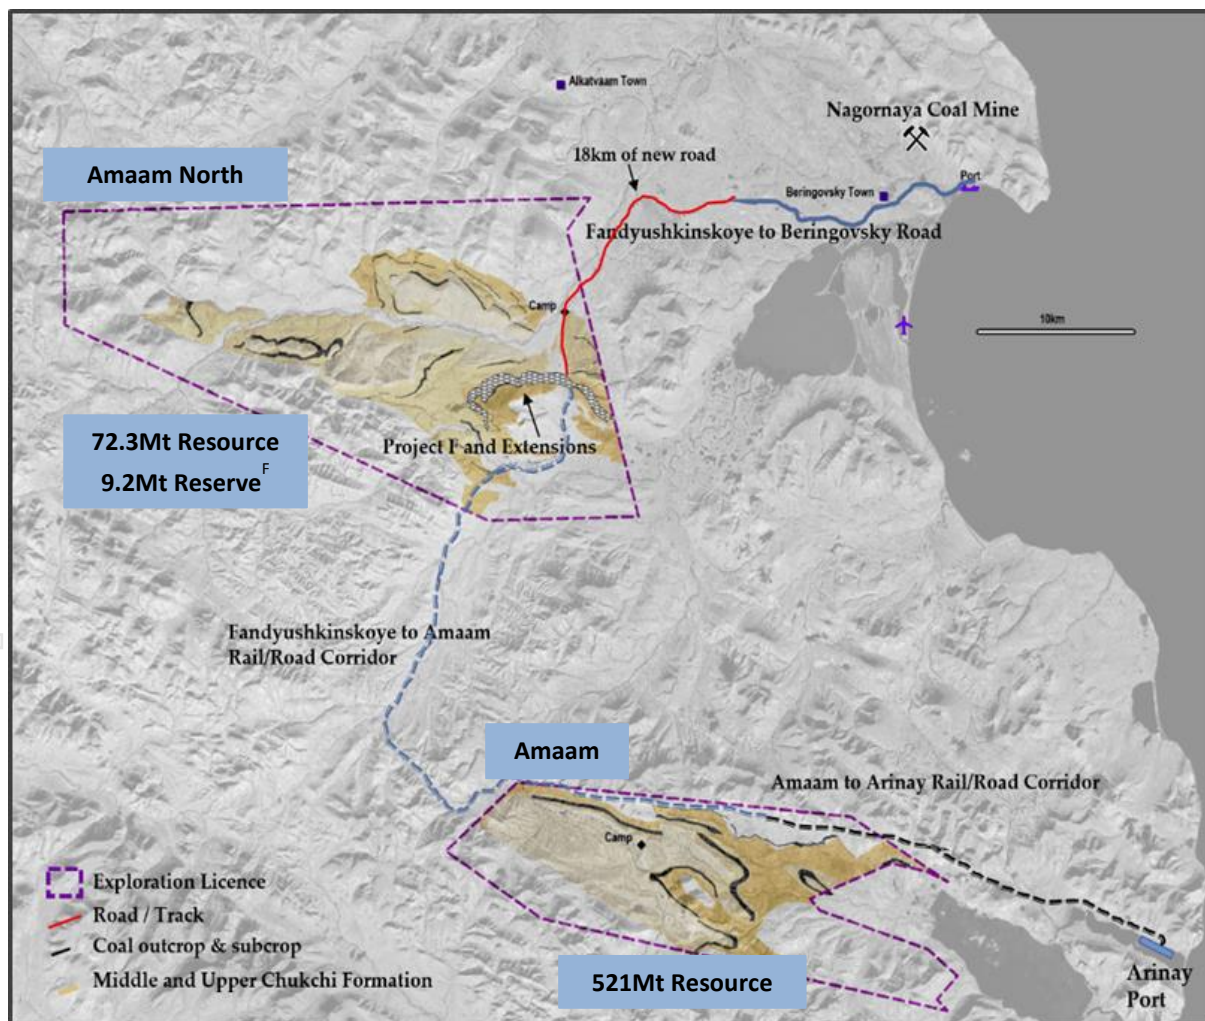 Alkatvaam Town
Nagornaya Coal Mine
18km of new road
Amaam North
Port
Beringovsky Town
Fandyushkinskoye to Beringovsky Road
Camp
10km
72.3Mt Resource
9.2Mt Reserve F
Project F and Extensions
Fandyushkinskoye to Amaam
Rail/Road Corridor
Amaam
Amaam to Arinay Rail/Road Corridor
Camp
Exploration Licence
Road / Track
Coal outcrop & subcrop
Middle and Upper Chukchi Formation
521Mt Resource
Arinay
Port